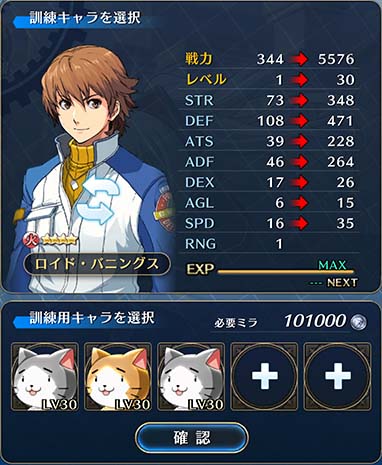 訓練キャラを選択
戦力 344 5576
レベル 1 30
STR 73 348
DEF 108 471
ATS 39 228
ADF 46 264
DEX 17 26
AGL 6 15
SPD 16 35
RNG 1
火
ロイド・バニングス
EXP MAX
--- NEXT
訓練用キャラを選択 必要ミラ 101000
LV30 LV30 LV30
確認